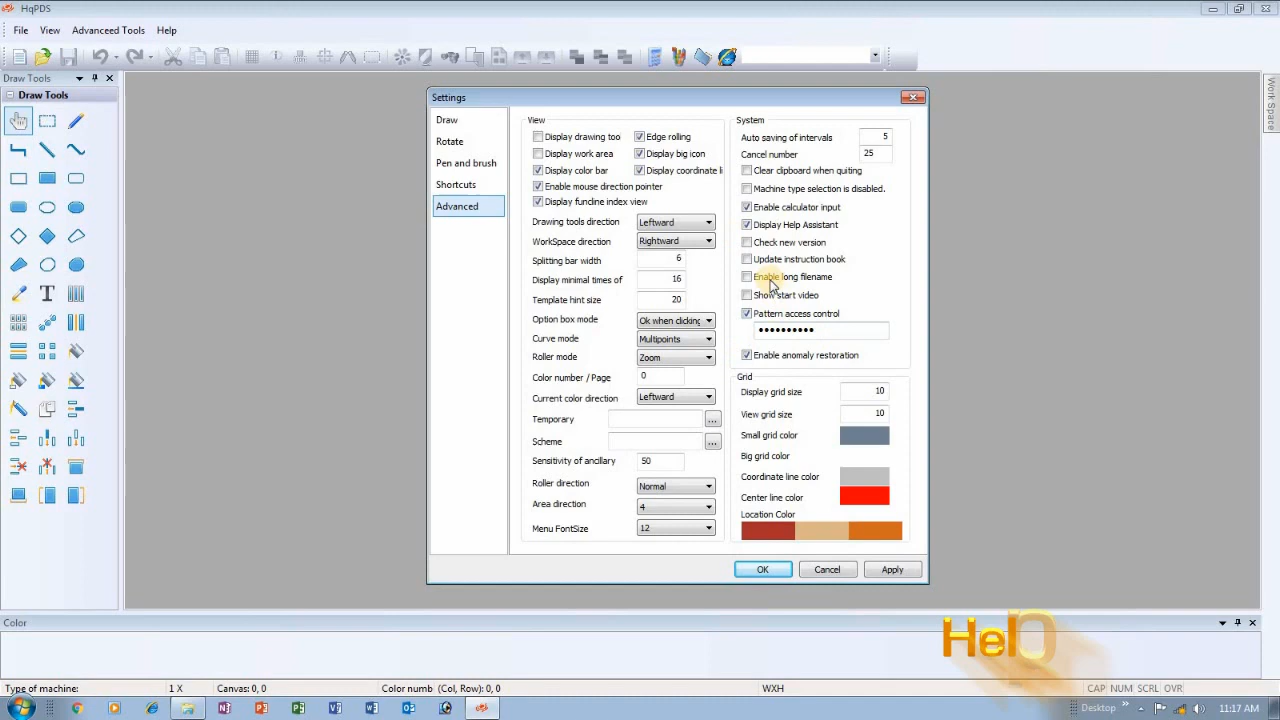 HqPDS
File View Advanceed Tools Help
Draw Tools
Draw Tools
Work Space
Settings
Draw
Rotate
Pen and brush
Shortcuts
Advanced
View
Display drawing too
Edge rolling
Display work area
Display big icon
Display color bar
Display coordinate li
Enable mouse direction pointer
Display funcline index view
Drawing tools direction Leftward
WorkSpace direction Rightward
Splitting bar width 6
Display minimal times of 16
Template hint size 20
Option box mode Ok when clicking
Curve mode Multipoints
Roller mode Zoom
Color number / Page 0
Current color direction Leftward
Temporary ...
Scheme ...
Sensitivity of ancillary 50
Roller direction Normal
Area direction 4
Menu FontSize 12
System
Auto saving of intervals 5
Cancel number 25
Clear clipboard when quiting
Machine type selection is disabled.
Enable calculator input
Display Help Assistant
Check new version
Update instruction book
Enable long filename
Show start video
Pattern access control
••••••••••
Enable anomaly restoration
Grid
Display grid size 10
View grid size 10
Small grid color
Big grid color
Coordinate line color
Center line color
Location Color
OK Cancel Apply
Color
HelO
Type of machine: 1 X Canvas: 0, 0 Color numb (Col, Row): 0, 0 WXH CAP NUM SCRL OVR
Desktop » 11:17 AM